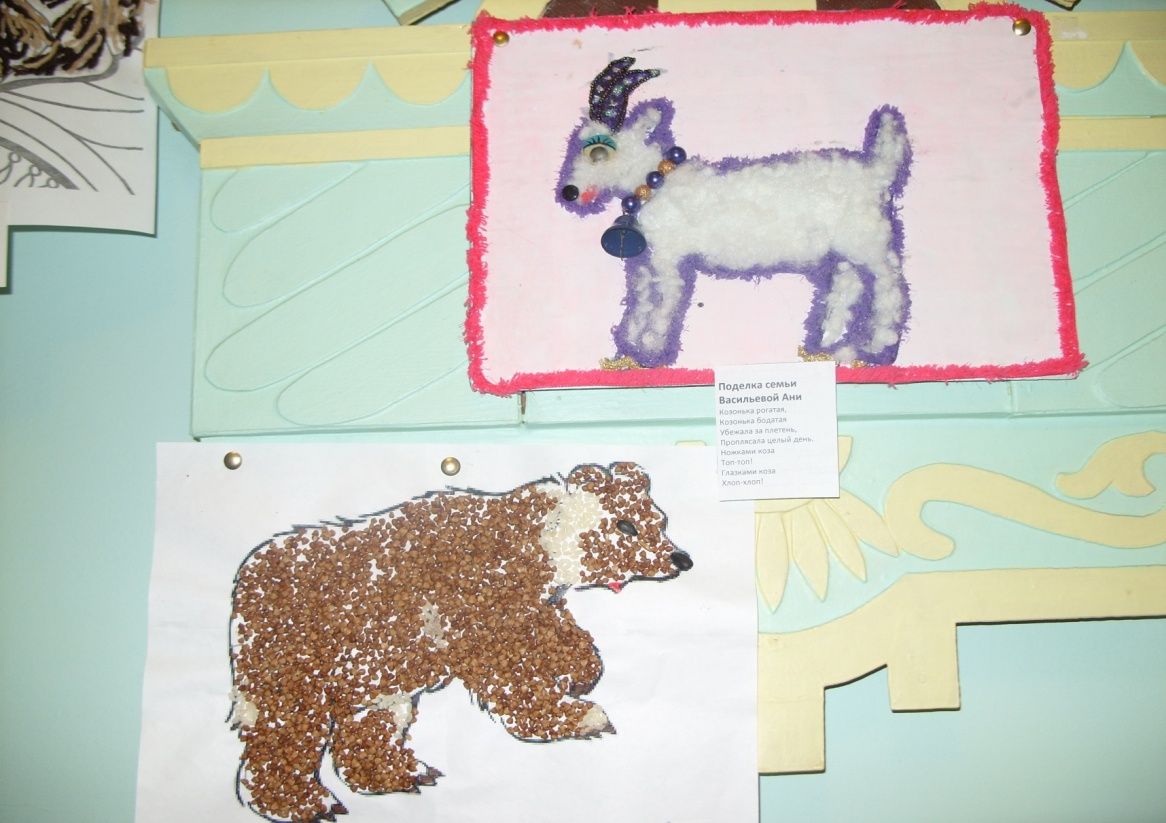 Поделка семьи
Васильевой Ани
Козонька рогатая,
Козонька бодатая
Убежала за плетень,
Проплясала целый день.
Ножками коза
Топ-топ!
Глазками коза
Хлоп-хлоп!